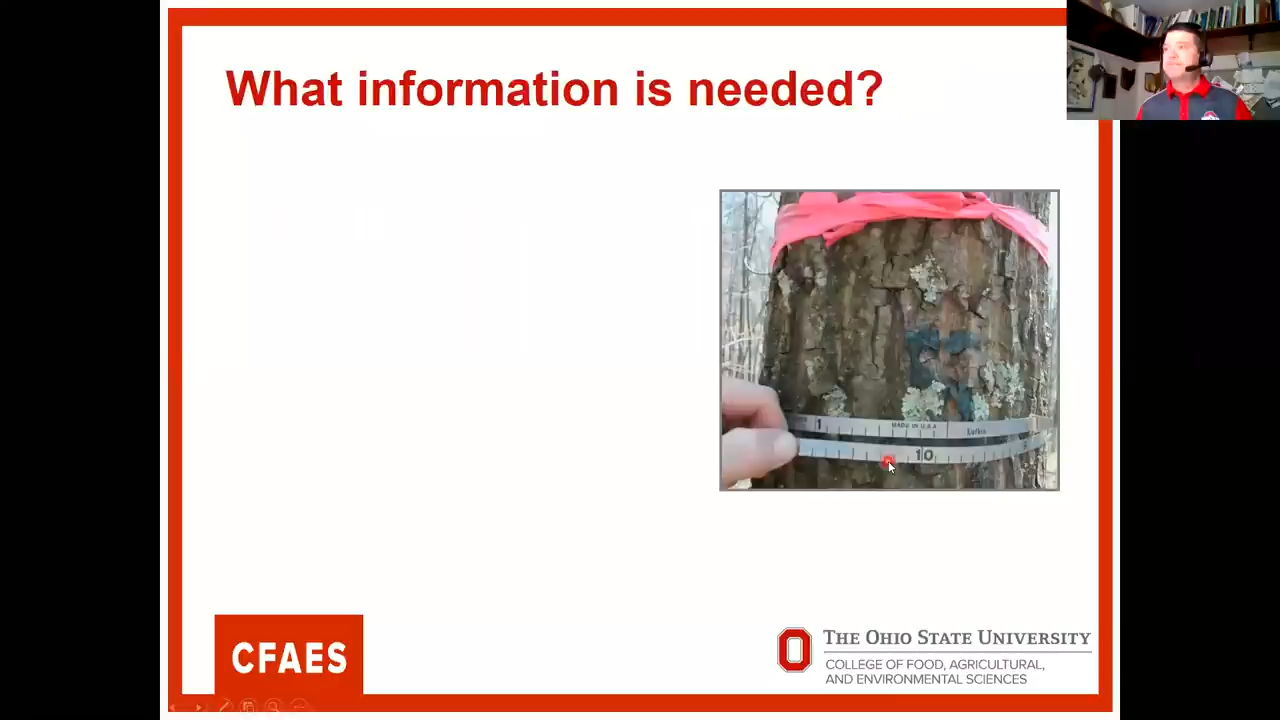 What information is needed?
1
MADE IN U.S.A
Lufkin
10
CFAES
THE OHIO STATE UNIVERSITY
COLLEGE OF FOOD, AGRICULTURAL,
AND ENVIRONMENTAL SCIENCES